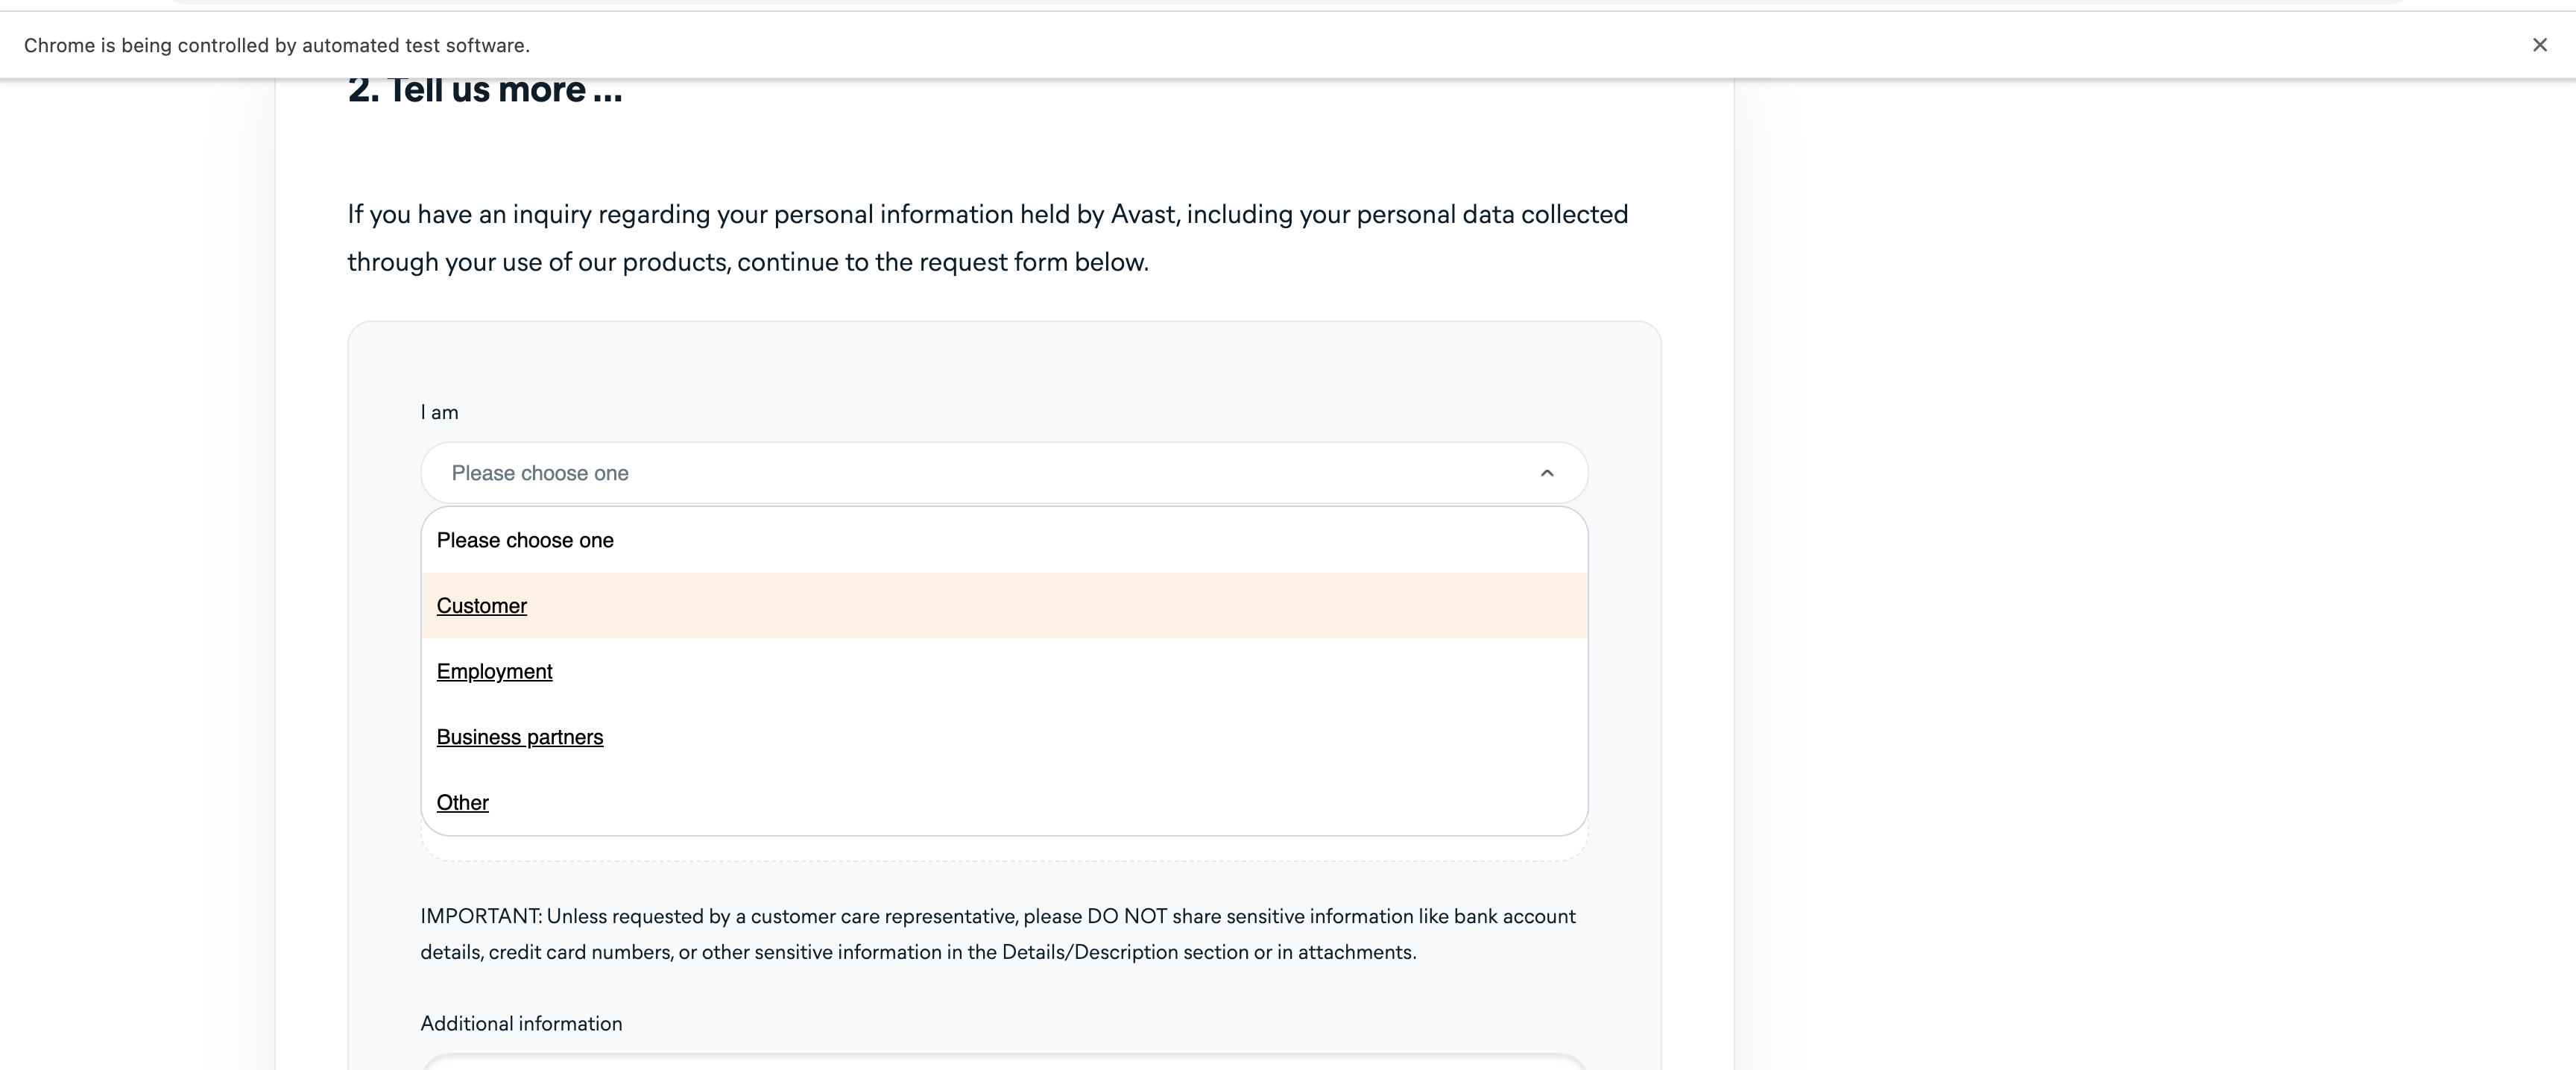 Chrome is being controlled by automated test software.
2. Tell us more ...
If you have an inquiry regarding your personal information held by Avast, including your personal data collected
through your use of our products, continue to the request form below.
I am
Please choose one
Please choose one
Customer
Employment
Business partners
Other
IMPORTANT: Unless requested by a customer care representative, please DO NOT share sensitive information like bank account
details, credit card numbers, or other sensitive information in the Details/Description section or in attachments.
Additional information